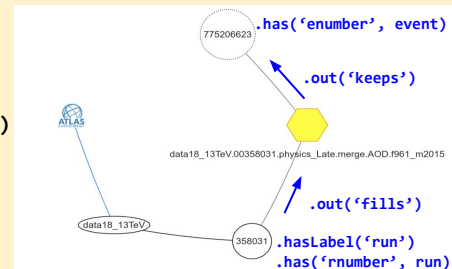 775206623
.has(‘enumber’, event)
.out(‘keeps’)
)
ATLAS
EXPERIMENT
data18_13TeV.00358031.physics_Late.merge.AOD.f961_m2015
.out(‘fills’)
data18_13TeV)
358031
.hasLabel(‘run’)
.has(‘rnumber’, run)